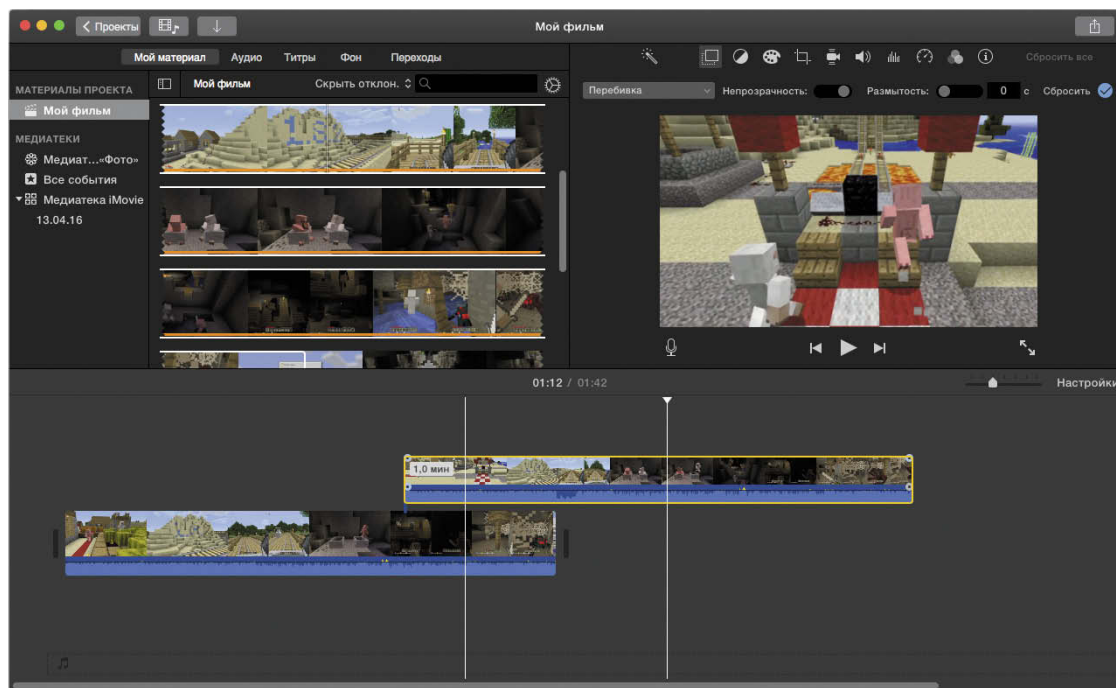 Проекты
Мой фильм
Мой материал Аудио Титры Фон Переходы
Сбросить все
МАТЕРИАЛЫ ПРОЕКТА
Мой фильм Скрыть отклон.
Мой фильм
МЕДИАТЕКИ
Медиат...«Фото»
Все события
Медиатека iMovie
13.04.16
Перебивка Непрозрачность: Размытость: 0 с Сбросить
01:12 / 01:42
Настройки
1,0 мин